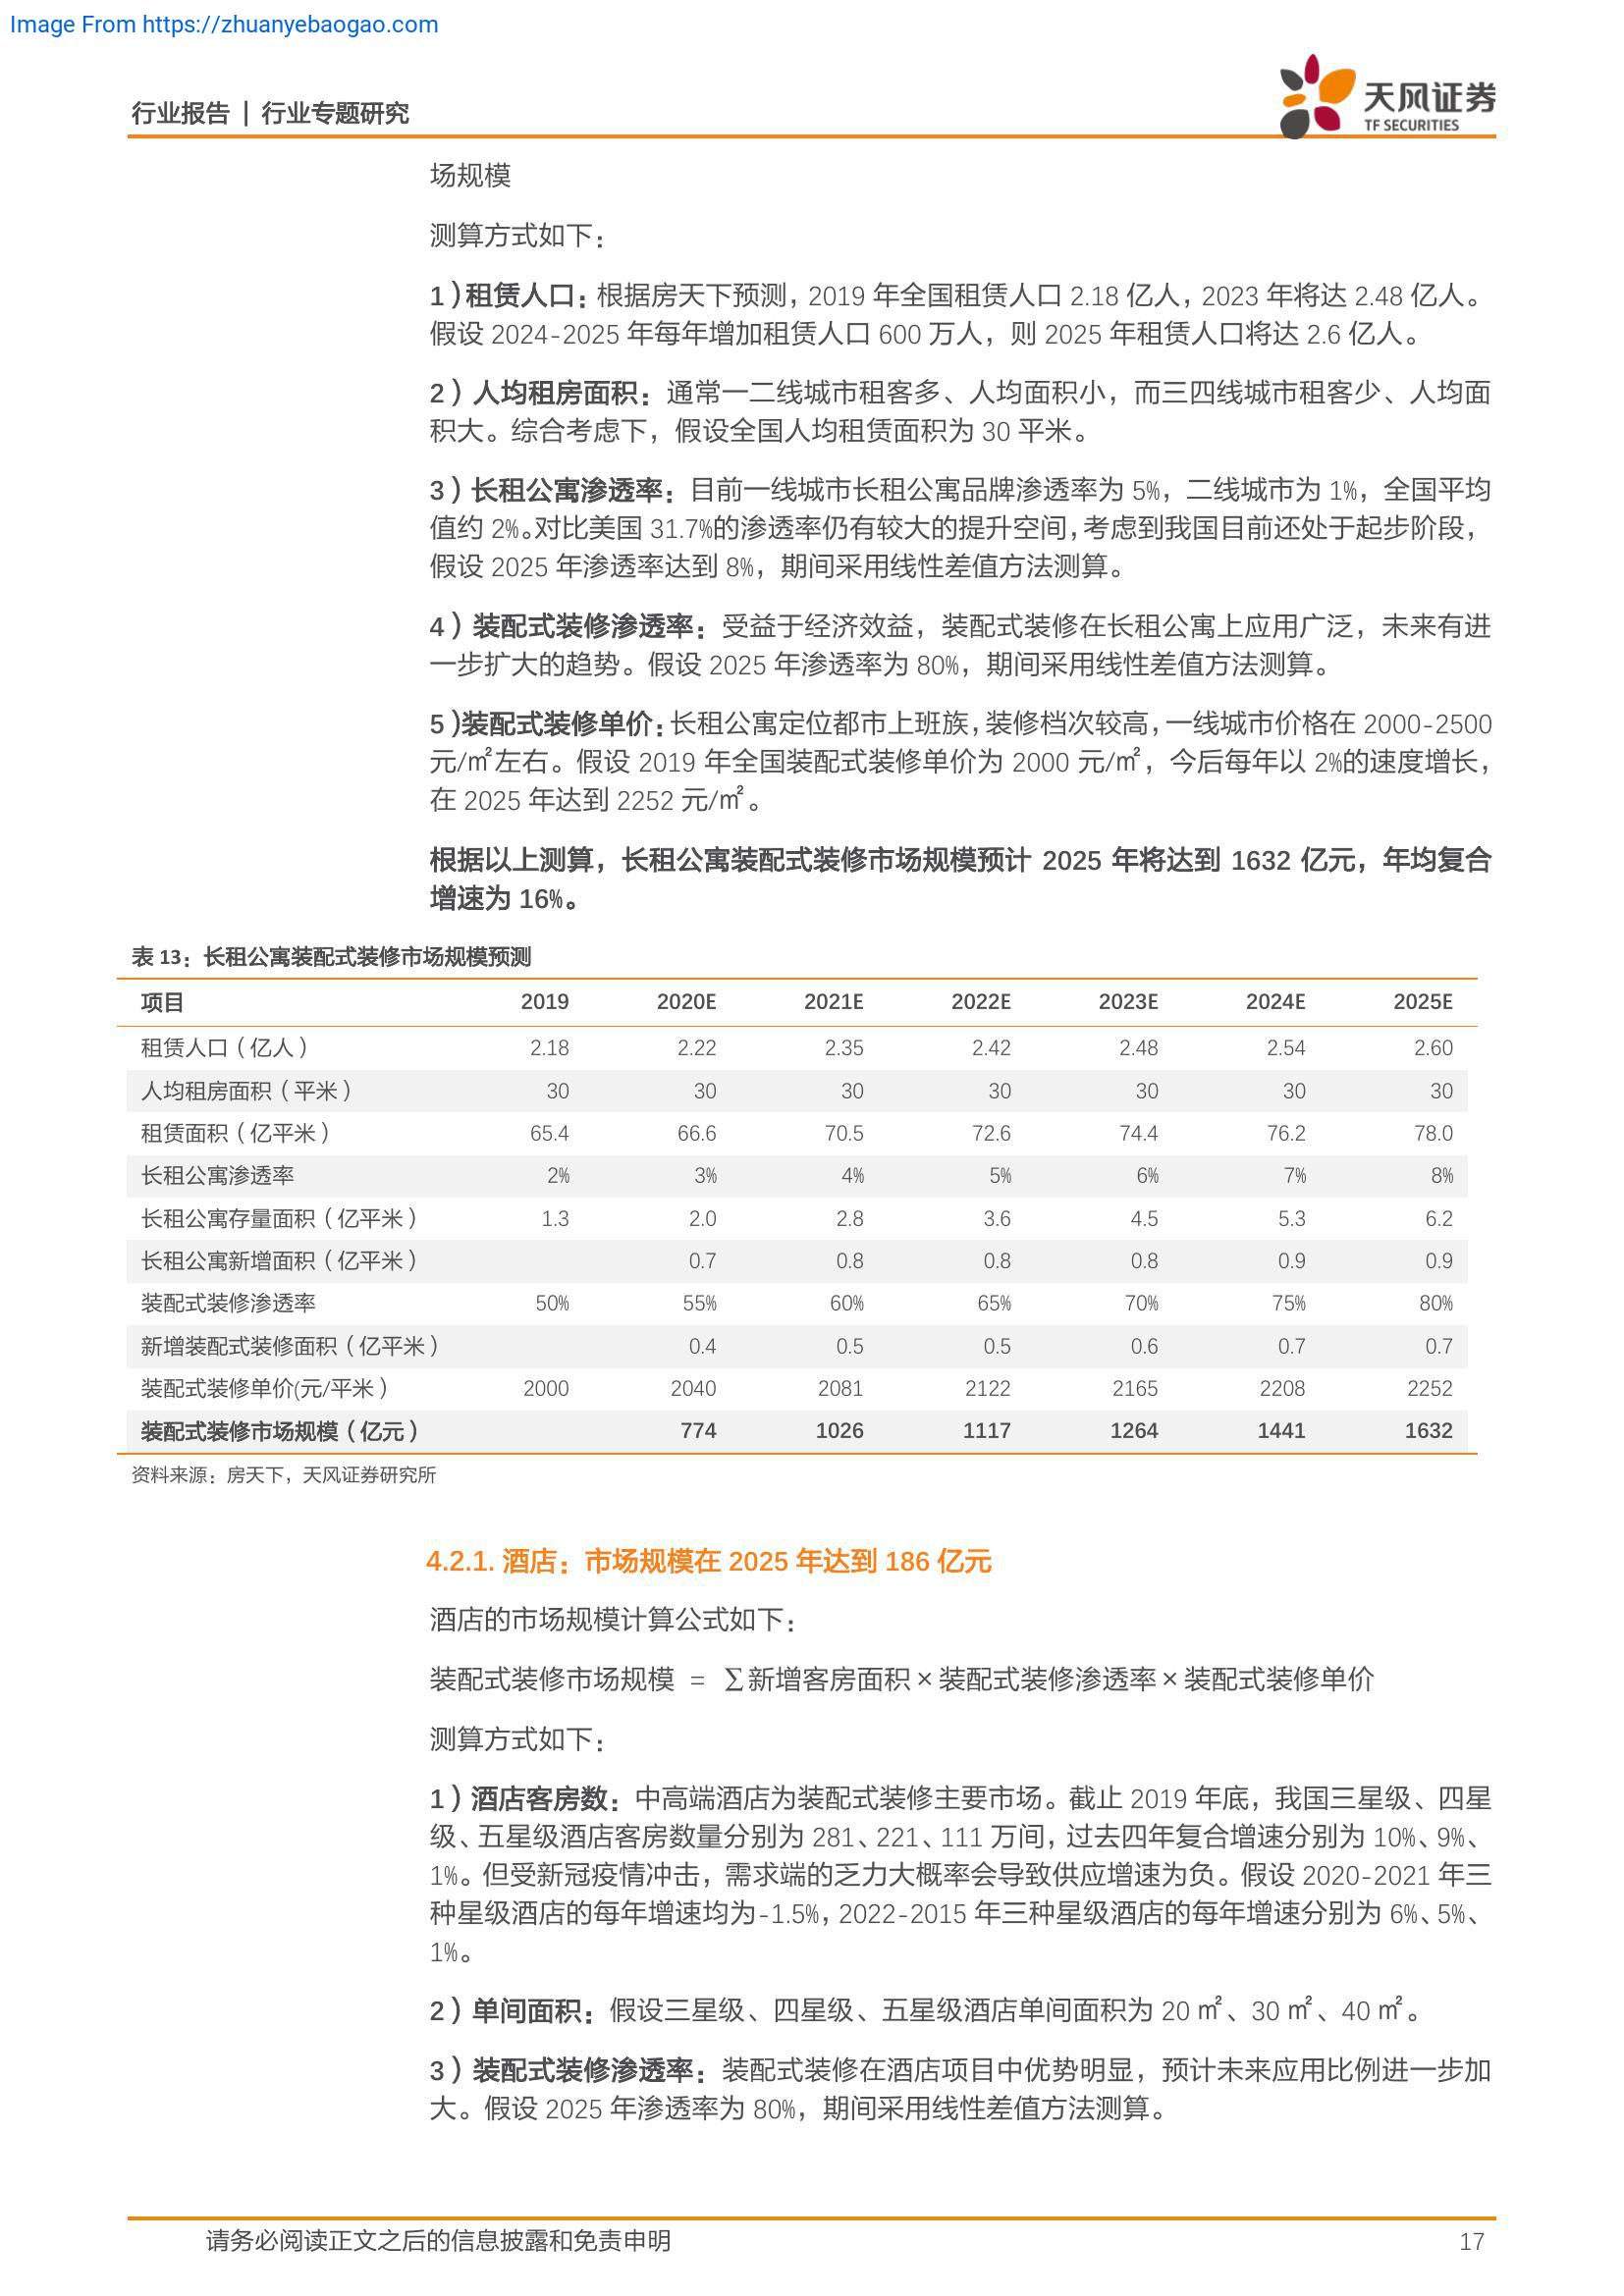 Image From https://zhuanyebaogao.com
行业报告 | 行业专题研究
天风证券
TF SECURITIES
场规模
测算方式如下：
1）租赁人口：根据房天下预测，2019 年全国租赁人口 2.18 亿人，2023 年将达 2.48 亿人。
假设 2024-2025 年每年增加租赁人口 600 万人，则 2025 年租赁人口将达 2.6 亿人。
2）人均租房面积：通常一二线城市租客多、人均面积小，而三四线城市租客少、人均面
积大。综合考虑下，假设全国人均租赁面积为 30 平米。
3）长租公寓渗透率：目前一线城市长租公寓品牌渗透率为 5%，二线城市为 1%，全国平均
值约 2%。对比美国 31.7%的渗透率仍有较大的提升空间，考虑到我国目前还处于起步阶段，
假设 2025 年渗透率达到 8%，期间采用线性差值方法测算。
4）装配式装修渗透率：受益于经济效益，装配式装修在长租公寓上应用广泛，未来有进
一步扩大的趋势。假设 2025 年渗透率为 80%，期间采用线性差值方法测算。
5）装配式装修单价：长租公寓定位都市上班族，装修档次较高，一线城市价格在 2000-2500
元/㎡左右。假设 2019 年全国装配式装修单价为 2000 元/㎡，今后每年以 2%的速度增长，
在 2025 年达到 2252 元/㎡。
根据以上测算，长租公寓装配式装修市场规模预计 2025 年将达到 1632 亿元，年均复合
增速为 16%。
表 13：长租公寓装配式装修市场规模预测
项目 2019 2020E 2021E 2022E 2023E 2024E 2025E
租赁人口（亿人） 2.18 2.22 2.35 2.42 2.48 2.54 2.60
人均租房面积（平米） 30 30 30 30 30 30 30
租赁面积（亿平米） 65.4 66.6 70.5 72.6 74.4 76.2 78.0
长租公寓渗透率 2% 3% 4% 5% 6% 7% 8%
长租公寓存量面积（亿平米） 1.3 2.0 2.8 3.6 4.5 5.3 6.2
长租公寓新增面积（亿平米） 0.7 0.8 0.8 0.8 0.9 0.9
装配式装修渗透率 50% 55% 60% 65% 70% 75% 80%
新增装配式装修面积（亿平米） 0.4 0.5 0.5 0.6 0.7 0.7
装配式装修单价(元/平米） 2000 2040 2081 2122 2165 2208 2252
装配式装修市场规模（亿元） 774 1026 1117 1264 1441 1632
资料来源：房天下，天风证券研究所
4.2.1. 酒店：市场规模在 2025 年达到 186 亿元
酒店的市场规模计算公式如下：
装配式装修市场规模 = ∑新增客房面积×装配式装修渗透率×装配式装修单价
测算方式如下：
1）酒店客房数：中高端酒店为装配式装修主要市场。截止 2019 年底，我国三星级、四星
级、五星级酒店客房数量分别为 281、221、111 万间，过去四年复合增速分别为 10%、9%、
1%。但受新冠疫情冲击，需求端的乏力大概率会导致供应增速为负。假设 2020-2021 年三
种星级酒店的每年增速均为-1.5%，2022-2015 年三种星级酒店的每年增速分别为 6%、5%、
1%。
2）单间面积：假设三星级、四星级、五星级酒店单间面积为 20 ㎡、30 ㎡、40 ㎡。
3）装配式装修渗透率：装配式装修在酒店项目中优势明显，预计未来应用比例进一步加
大。假设 2025 年渗透率为 80%，期间采用线性差值方法测算。
请务必阅读正文之后的信息披露和免责申明 17